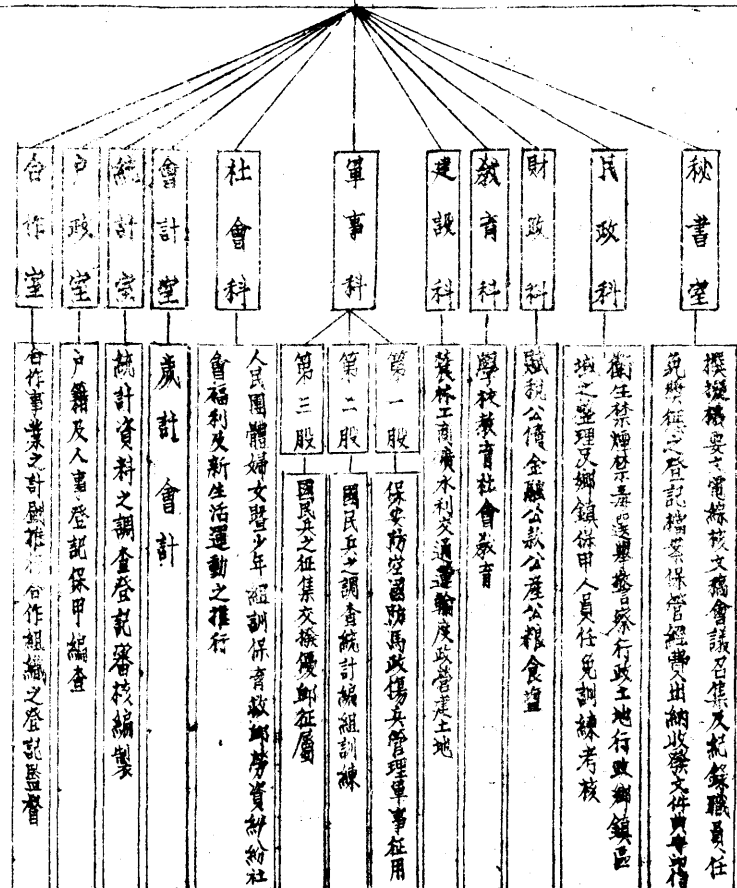 秘書室
撰擬機要文電綜核文稿會議召集及紀錄職員任
免獎懲之登記檔案保管經費出納收發文件典守印信
民政科
衛生禁煙禁毒選舉警察行政土地行政鄉鎮區
域之整理及鄉鎮保甲人員任免訓練考核
財政科
賦稅公債金融公款公產公糧食鹽
教育科
學校教育社會教育
建設科
農林工商礦水利交通運輸度政營建土地
軍事科
第一股
保安防空國防馬政傷兵管理軍事征用
第二股
國民兵之調查統計編組訓練
第三股
國民兵之征集交接優卹征屬
社會科
人民團體婦女暨少年組訓保育救卹勞資糾紛社
會福利及新生活運動之推行
會計室
歲計會計
統計室
統計資料之調查登記審核編製
户政室
户籍及人事登記保甲編查
合作室
合作事業之計劃推行合作組織之登記監督